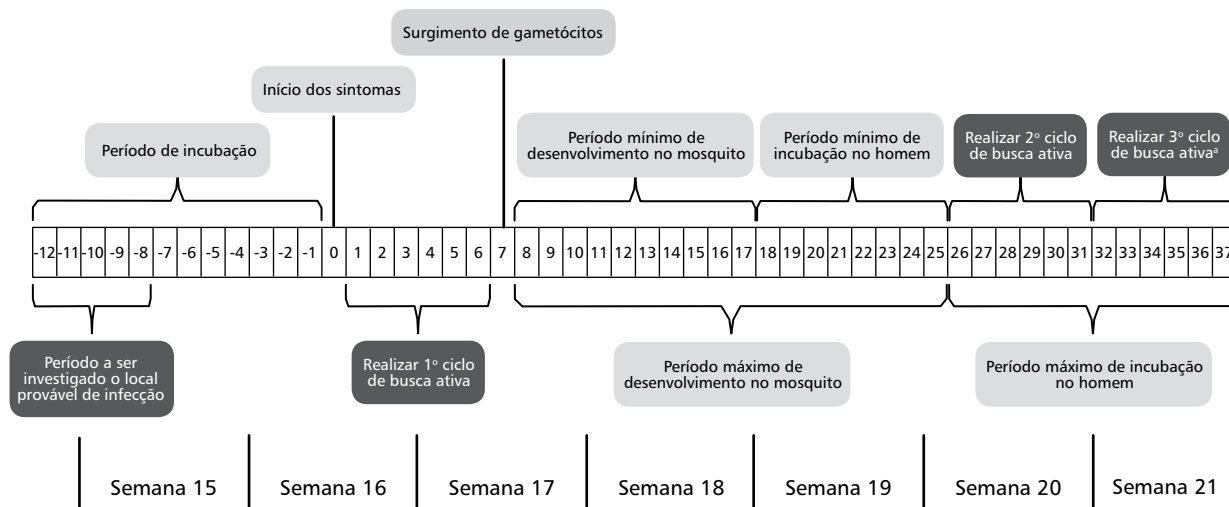 Surgimento de gametócitos
Início dos sintomas
Período de incubação
Período mínimo de
desenvolvimento no mosquito
Período mínimo de
incubação no homem
Realizar 2º ciclo
de busca ativa
Realizar 3º ciclo
de busca ativaª
-12 -11 -10 -9 -8 -7 -6 -5 -4 -3 -2 -1 0 1 2 3 4 5 6 7 8 9 10 11 12 13 14 15 16 17 18 19 20 21 22 23 24 25 26 27 28 29 30 31 32 33 34 35 36 37
Período a ser
investigado o local
provável de infecção
Realizar 1º ciclo
de busca ativa
Período máximo de
desenvolvimento no mosquito
Período máximo de incubação
no homem
Semana 15 Semana 16 Semana 17 Semana 18 Semana 19 Semana 20 Semana 21